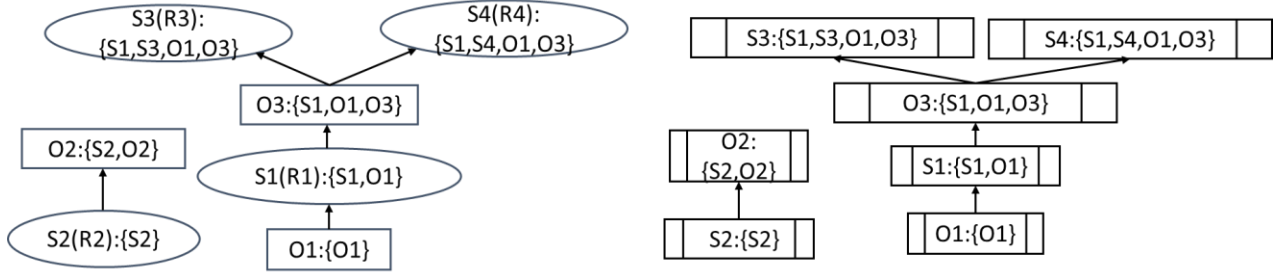 S3(R3):
{S1,S3,O1,O3}
S4(R4):
{S1,S4,O1,O3}
O3:{S1,O1,O3}
O2:{S2,O2}
S1(R1):{S1,O1}
S2(R2):{S2}
O1:{O1}
S3:{S1,S3,O1,O3}
S4:{S1,S4,O1,O3}
O3:{S1,O1,O3}
O2:
{S2,O2}
S1:{S1,O1}
S2:{S2}
O1:{O1}